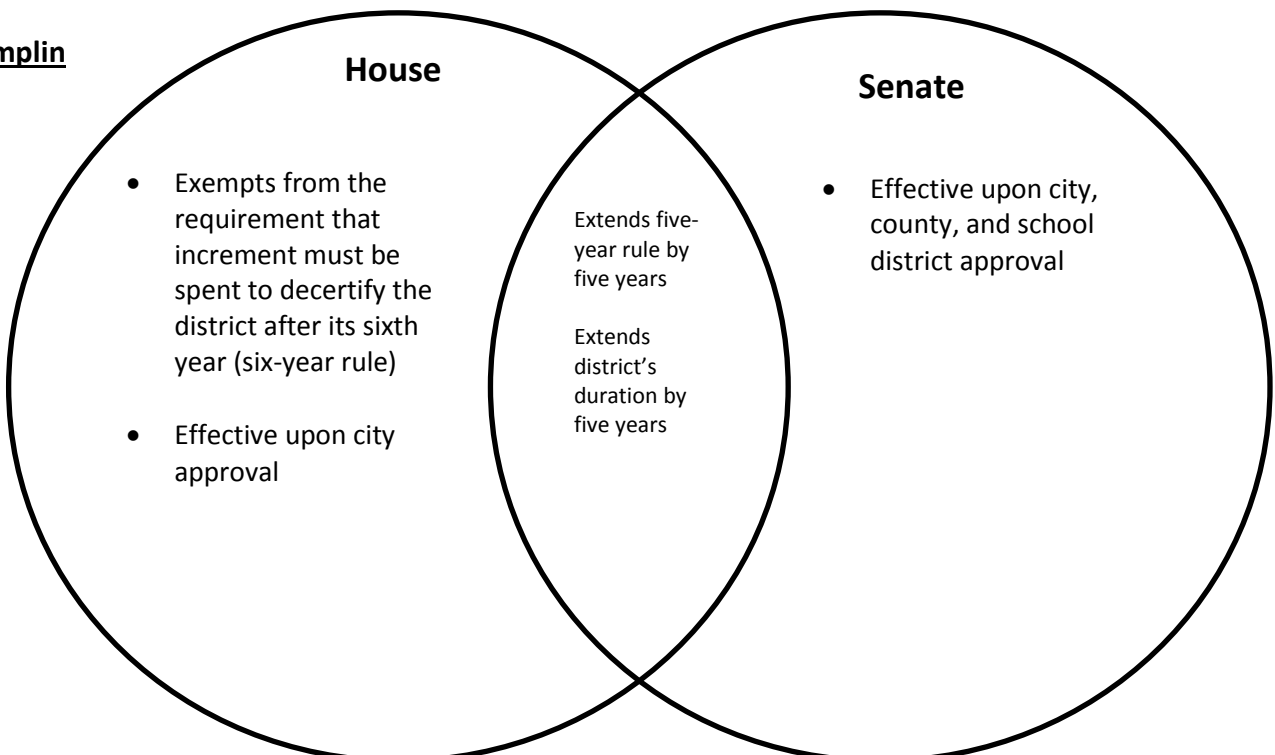 mplin
House
Senate
• Exempts from the
requirement that
increment must be
spent to decertify the
district after its sixth
year (six-year rule)
• Effective upon city
approval
Extends five-
year rule by
five years
Extends
district’s
duration by
five years
• Effective upon city,
county, and school
district approval